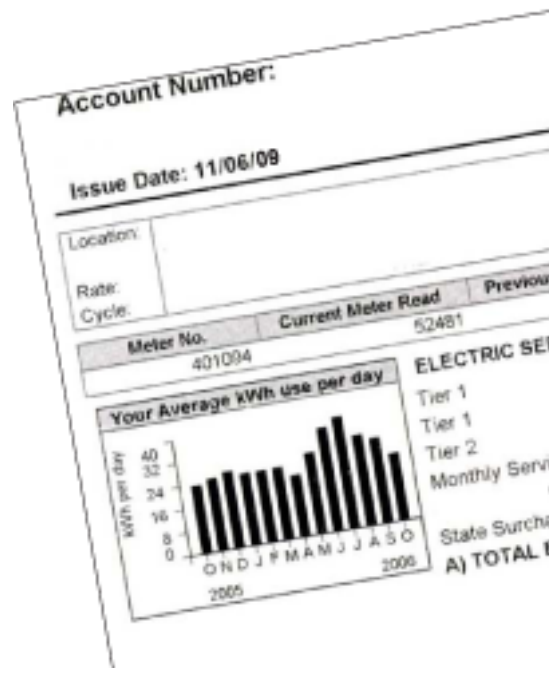 Account Number:
Issue Date: 11/06/09
Location:
Rate:
Cycle:
Meter No. Current Meter Read Previou
401094 52481
Your Average kWh use per day
kWh per day
40
32
24
16
8
0
O N D J F M A M J J A S O
2005 2006
ELECTRIC SE
Tier 1
Tier 1
Tier 2
Monthly Servi
State Surcha
A) TOTAL